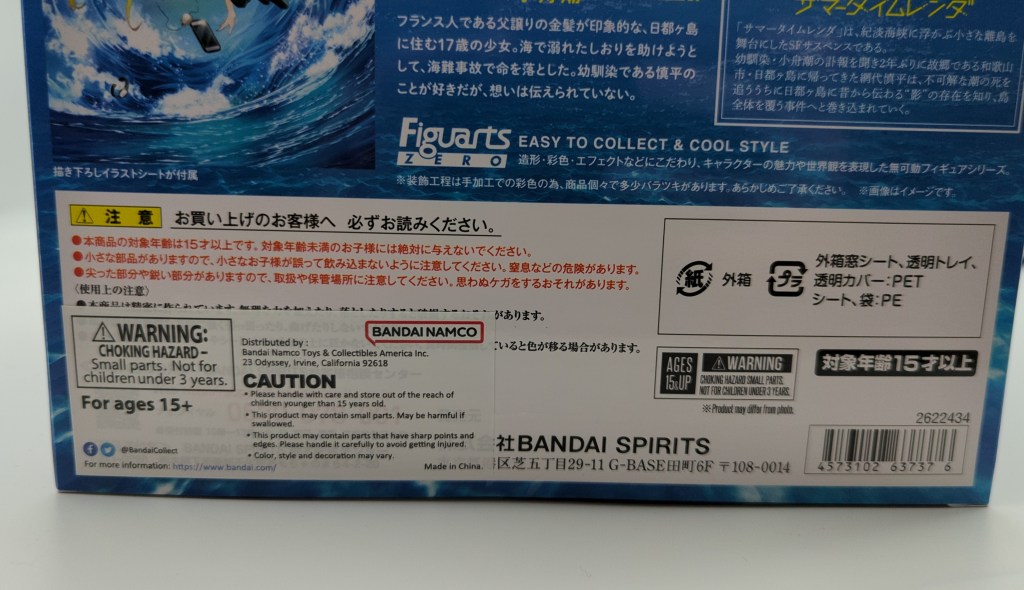 フランス人である父譲りの金髪が印象的な、日都ヶ島
に住む17歳の少女。海で溺れたしおりを助けようと
して、海難事故で命を落とした。幼馴染である慎平の
ことが好きだが、想いは伝えられていない。
サマータイムレンダ
「サマータイムレンダ」は、紀淡海峡に浮かぶ小さな離島を
舞台にしたSFサスペンスである。
幼馴染・小舟潮の訃報を聞き2年ぶりに故郷である和歌山
市・日都ヶ島に帰ってきた網代慎平は、不可解な潮の死を
追ううちに日都ヶ島に昔から伝わる"影"の存在を知り、島
全体を覆う事件へと巻き込まれていく。
描き下ろしイラストシートが付属
Figuarts
ZERO
EASY TO COLLECT & COOL STYLE
造形・彩色・エフェクトなどにこだわり、キャラクターの魅力や世界観を表現した無可動フィギュアシリーズ。
※装飾工程は手加工での彩色の為、商品個々で多少バラツキがあります。あらかじめご了承ください。 ※画像はイメージです。
注 意 お買い上げのお客様へ 必ずお読みください。
●本商品の対象年齢は15才以上です。対象年齢未満のお子様には絶対に与えないでください。
●小さな部品がありますので、小さなお子様が誤って飲み込まないように注意してください。窒息などの危険があります。
●尖った部分や鋭い部分がありますので、取扱や保管場所に注意してください。思わぬケガをするおそれがあります。
〈使用上の注意〉
があります。
ていると色が移る場合があります。
紙 外箱
プラ
外箱窓シート、透明トレイ、
透明カバー:PET
シート、袋:PE
WARNING:
CHOKING HAZARD –
Small parts. Not for
children under 3 years.
For ages 15+
@BandaiCollect
For more information: https://www.bandai.com/
Distributed by :
Bandai Namco Toys & Collectibles America Inc.
23 Odyssey, Irvine, California 92618
BANDAI NAMCO
CAUTION
• Please handle with care and store out of the reach of
children younger than 15 years old.
• This product may contain small parts. May be harmful if
swallowed.
• This product may contain parts that have sharp points and
edges. Please handle it carefully to avoid getting injured.
• Color, style and decoration may vary.
Made in China.
AGES
15&UP
WARNING
CHOKING HAZARD SMALL PARTS.
NOT FOR CHILDREN UNDER 3 YEARS.
※Product may differ from photo.
対象年齢15才以上
社BANDAI SPIRITS
区芝五丁目29-11 G-BASE田町6F 〒108-0014
2622434
4573102 637376